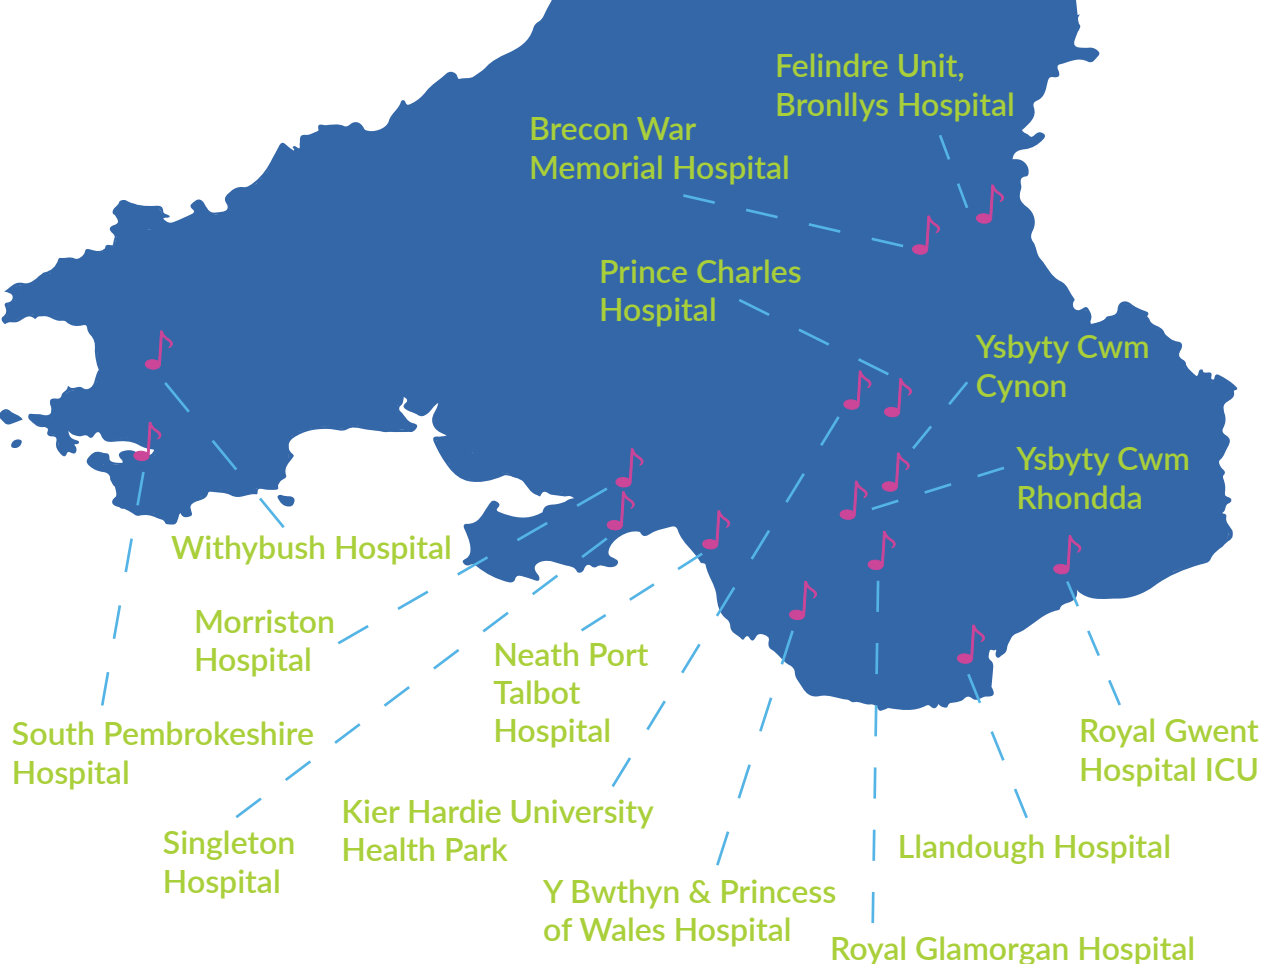 Felindre Unit,
Bronllys Hospital
Brecon War
Memorial Hospital
Prince Charles
Hospital
Ysbyty Cwm
Cynon
Ysbyty Cwm
Rhondda
Withybush Hospital
Morriston
Hospital
Neath Port
Talbot
Hospital
South Pembrokeshire
Hospital
Royal Gwent
Hospital ICU
Kier Hardie University
Health Park
Singleton
Hospital
Llandough Hospital
Y Bwthyn & Princess
of Wales Hospital
Royal Glamorgan Hospital